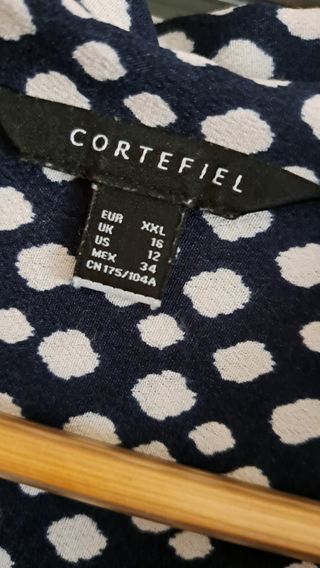 CORTEFIEL
EUR XXL
UK 16
US 12
MEX 34
CN175/104A